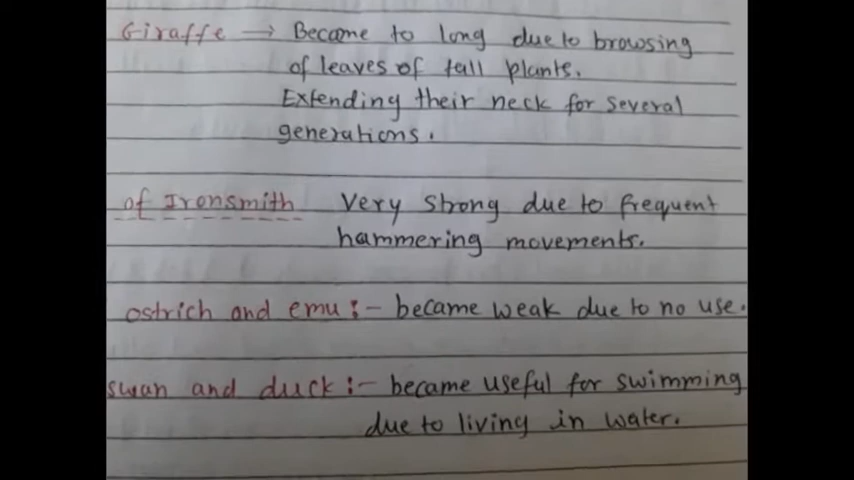 Giraffe → Become to long due to browsing
of leaves of tall plants.
Extending their neck for several
generations.
of Ironsmith Very strong due to frequent
hammering movements.
ostrich and emu :- became weak due to no use.
swan and duck :- became useful for swimming
due to living in water.